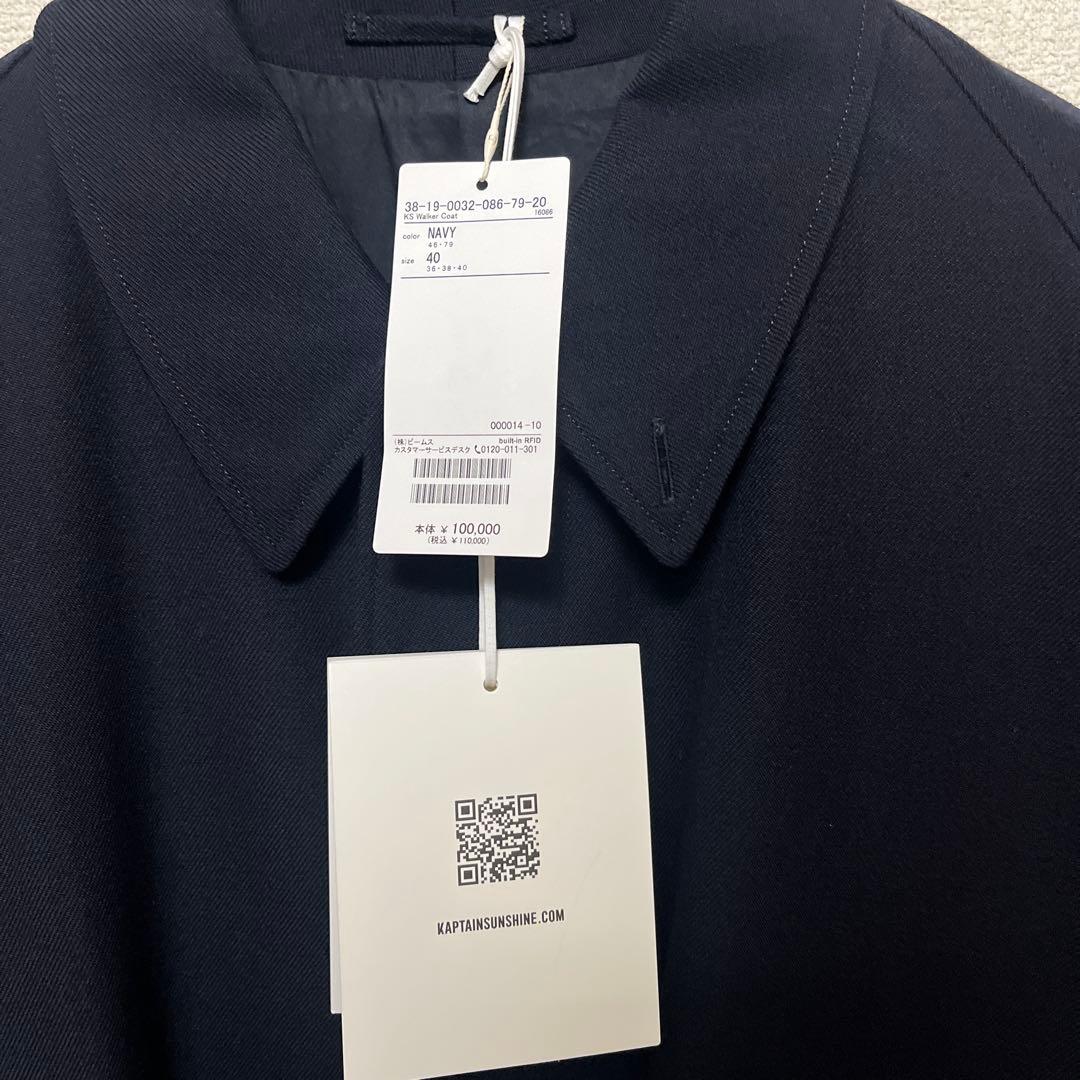 38-19-0032-086-79-20
KS Walker Coat 16066
color NAVY
46・79
size 40
36・38・40
000014-10
(株)ビームス built-in RFID
カスタマーサービスデスク 0120-011-301
本体 ¥ 100,000
(税込 ¥110,000)
KAPTAINSUNSHINE.COM